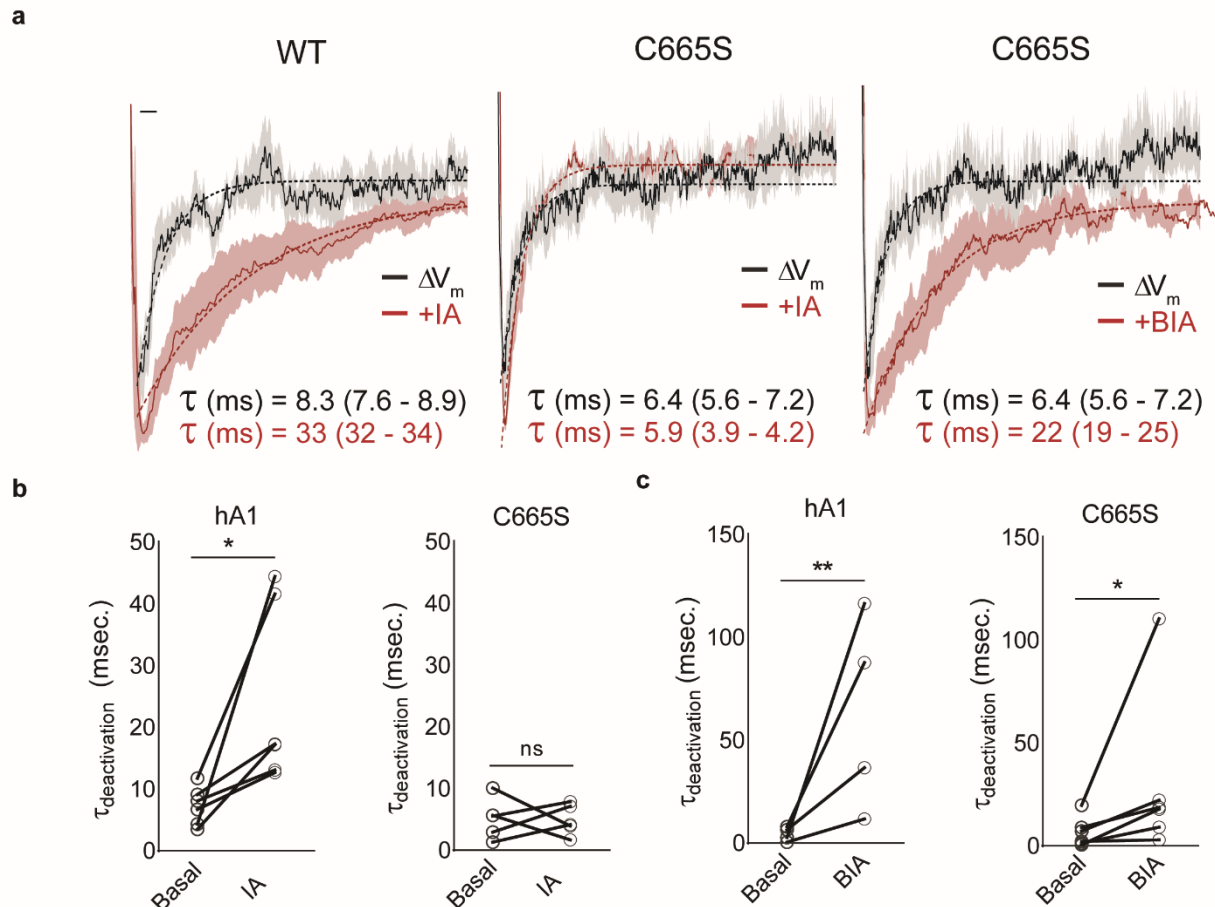 a
WT
C665S
C665S
ΔVm
+IA
ΔVm
+IA
ΔVm
+BIA
τ (ms) = 8.3 (7.6 - 8.9)
τ (ms) = 33 (32 - 34)
τ (ms) = 6.4 (5.6 - 7.2)
τ (ms) = 5.9 (3.9 - 4.2)
τ (ms) = 6.4 (5.6 - 7.2)
τ (ms) = 22 (19 - 25)
b
hA1
τdeactivation (msec.)
50
40
30
20
10
0
*
Basal
IA
C665S
τdeactivation (msec.)
50
40
30
20
10
0
ns
Basal
IA
c
hA1
τdeactivation (msec.)
150
100
50
0
**
Basal
BIA
C665S
τdeactivation (msec.)
150
100
50
0
*
Basal
BIA